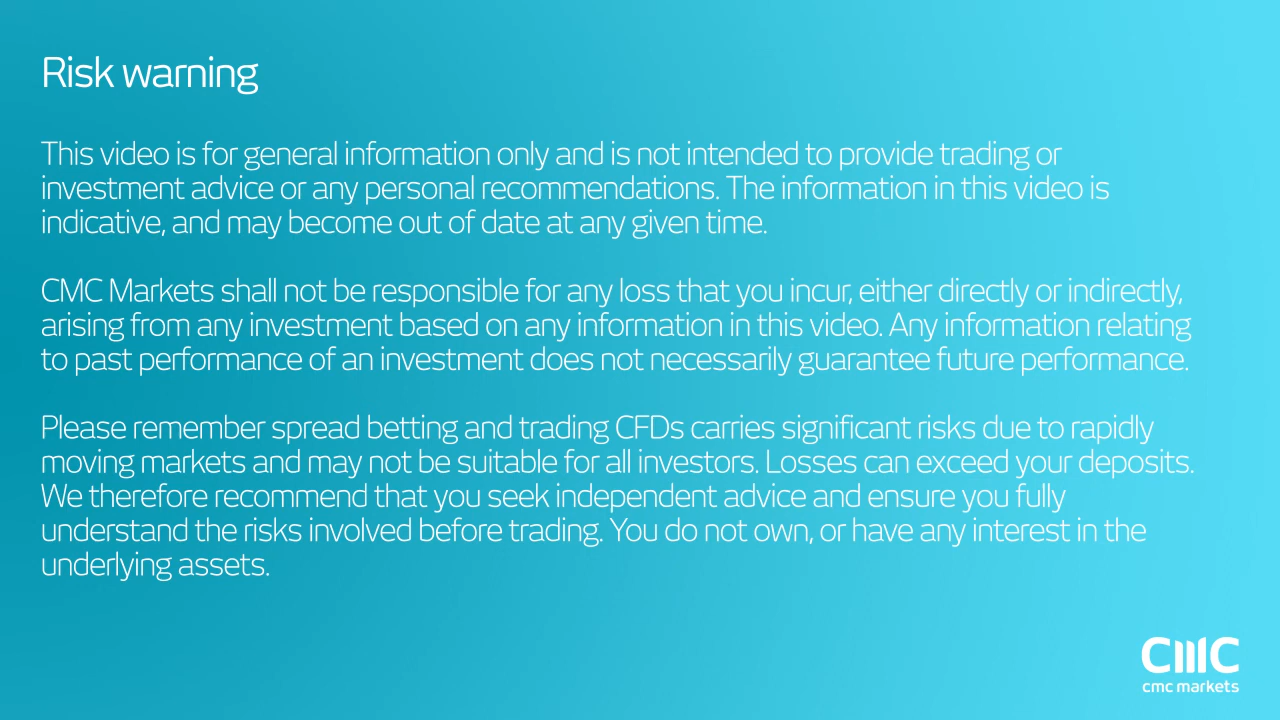 Risk warning
This video is for general information only and is not intended to provide trading or
investment advice or any personal recommendations. The information in this video is
indicative, and may become out of date at any given time.
CMC Markets shall not be responsible for any loss that you incur, either directly or indirectly,
arising from any investment based on any information in this video. Any information relating
to past performance of an investment does not necessarily guarantee future performance.
Please remember spread betting and trading CFDs carries significant risks due to rapidly
moving markets and may not be suitable for all investors. Losses can exceed your deposits.
We therefore recommend that you seek independent advice and ensure you fully
understand the risks involved before trading. You do not own, or have any interest in the
underlying assets.
CMC
cmc markets